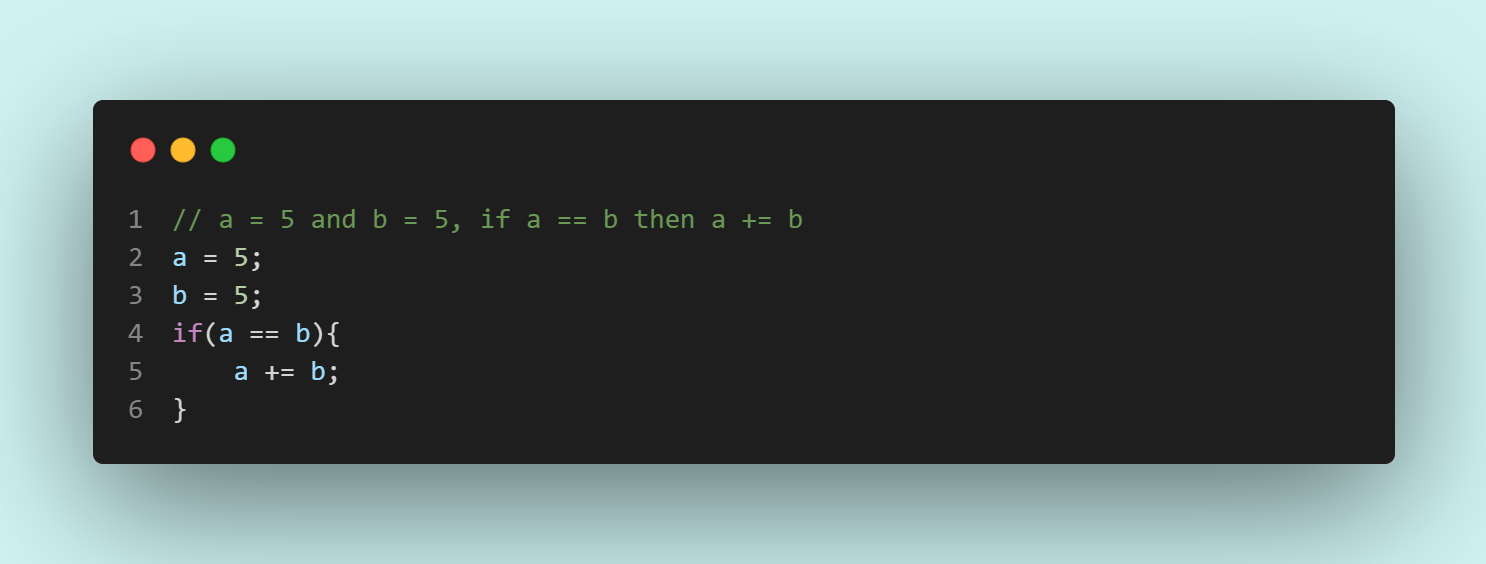 1 // a = 5 and b = 5, if a == b then a += b
2 a = 5;
3 b = 5;
4 if(a == b){
5     a += b;
6 }